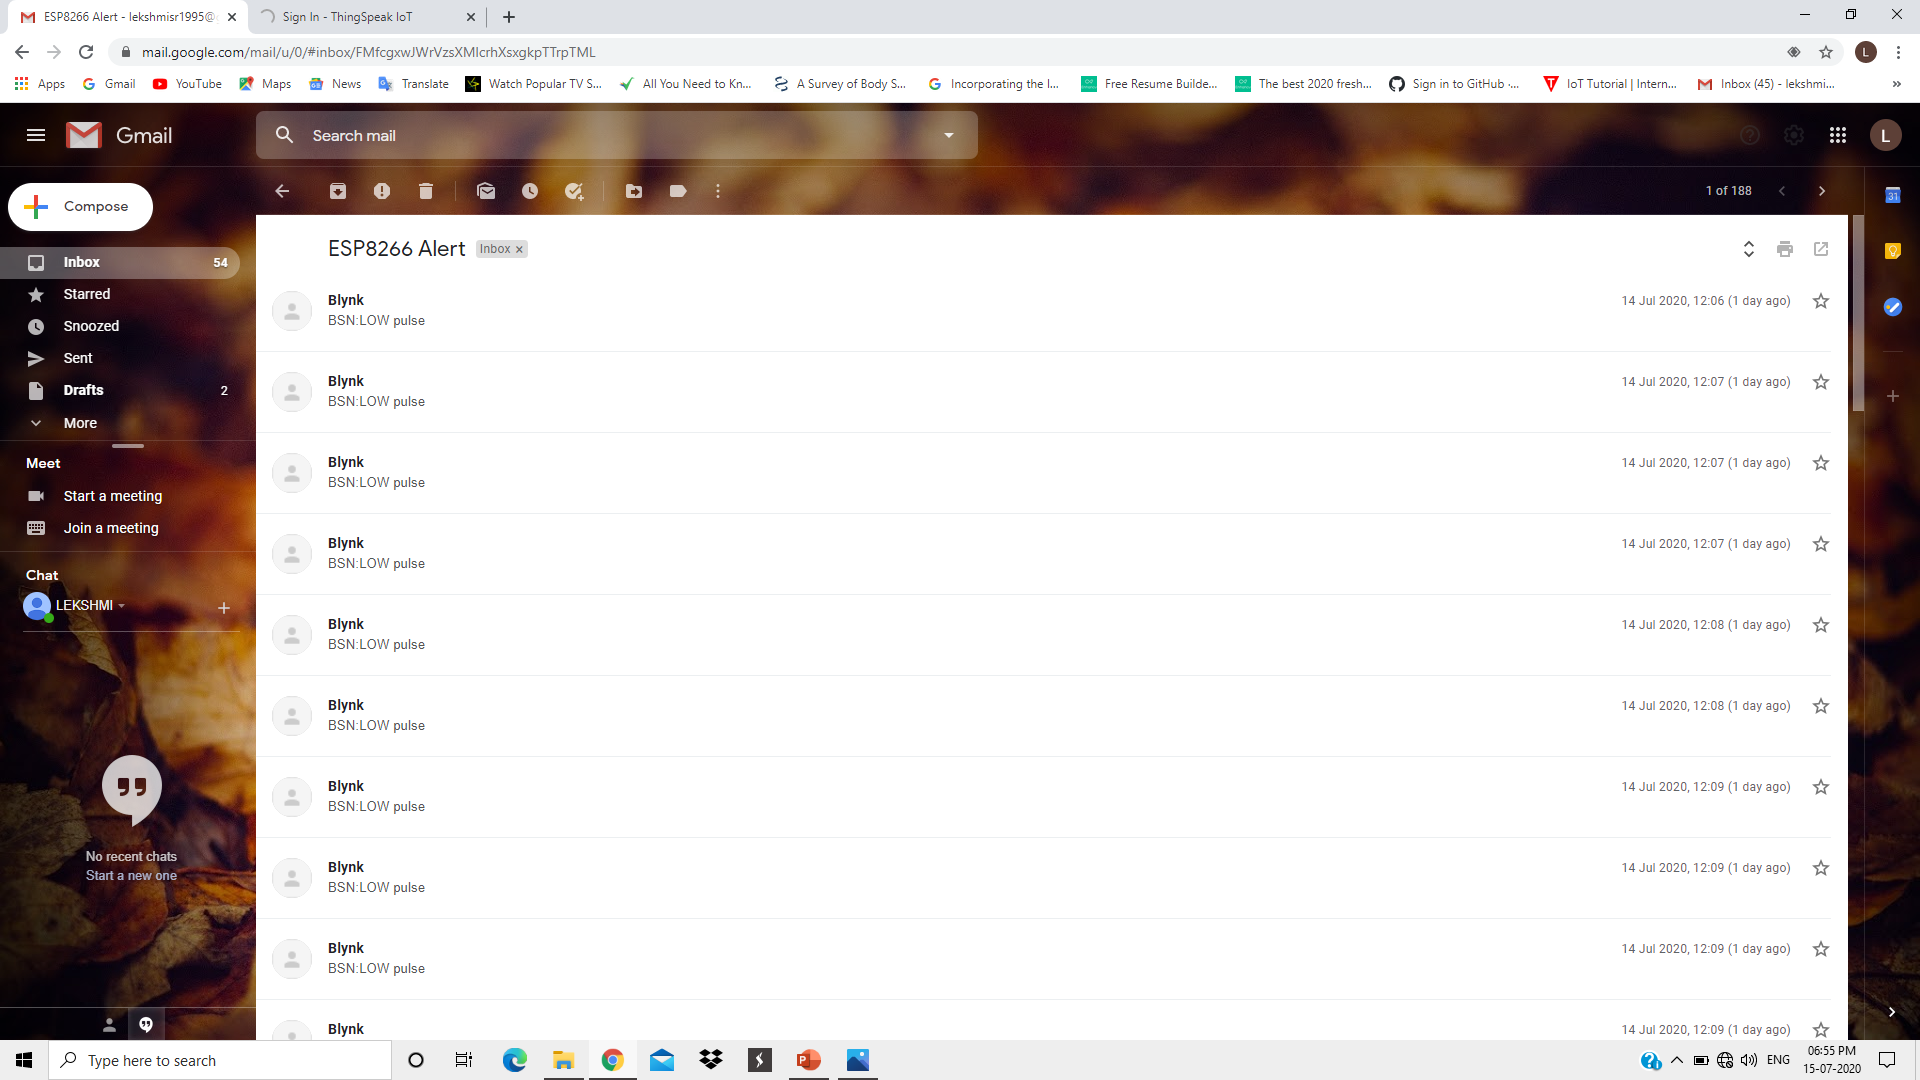 ESP8266 Alert - lekshmisr1995@
Sign In - ThingSpeak IoT
mail.google.com/mail/u/0/#inbox/FMfcgxwJWrVzsXMlcrhXsxgkpTTrpTML
L
Apps
Gmail
YouTube
Maps
News
Translate
Watch Popular TV S...
All You Need to Kn...
A Survey of Body S...
Incorporating the I...
Free Resume Builde...
The best 2020 fresh...
Sign in to GitHub ·...
IoT Tutorial | Intern...
Inbox (45) - lekshmi...
»
Gmail
Search mail
L
Compose
1 of 188
31
ESP8266 Alert Inbox ×
Inbox 54
Starred
Snoozed
Sent
Drafts 2
More
Meet
Start a meeting
Join a meeting
Chat
LEKSHMI
No recent chats
Start a new one
Blynk 14 Jul 2020, 12:06 (1 day ago)
BSN:LOW pulse
Blynk 14 Jul 2020, 12:07 (1 day ago)
BSN:LOW pulse
Blynk 14 Jul 2020, 12:07 (1 day ago)
BSN:LOW pulse
Blynk 14 Jul 2020, 12:07 (1 day ago)
BSN:LOW pulse
Blynk 14 Jul 2020, 12:08 (1 day ago)
BSN:LOW pulse
Blynk 14 Jul 2020, 12:08 (1 day ago)
BSN:LOW pulse
Blynk 14 Jul 2020, 12:09 (1 day ago)
BSN:LOW pulse
Blynk 14 Jul 2020, 12:09 (1 day ago)
BSN:LOW pulse
Blynk 14 Jul 2020, 12:09 (1 day ago)
BSN:LOW pulse
Blynk 14 Jul 2020, 12:09 (1 day ago)
Type here to search
ENG
06:55 PM
15-07-2020